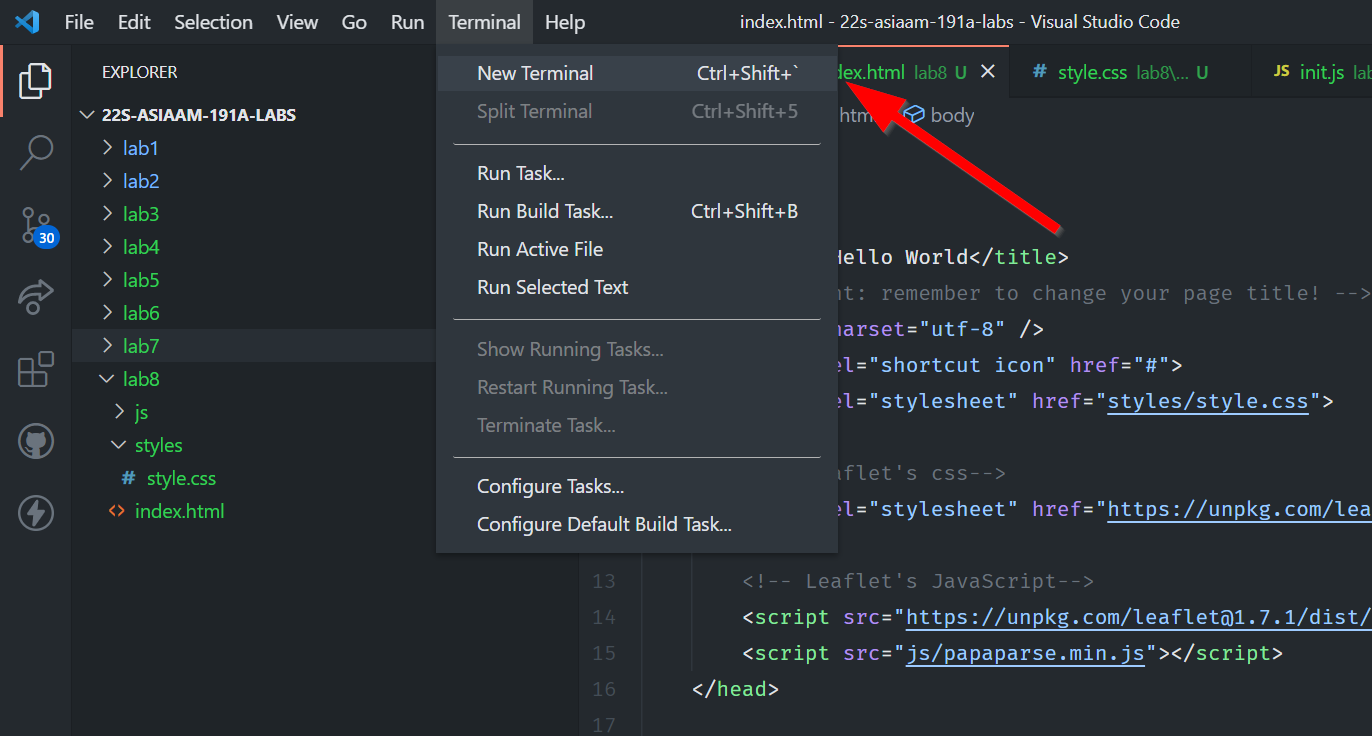 File Edit Selection View Go Run Terminal Help index.html - 22s-asiaam-191a-labs - Visual Studio Code
EXPLORER
22S-ASIAAM-191A-LABS
lab1
lab2
lab3
lab4
lab5
lab6
lab7
lab8
js
styles
# style.css
<> index.html
30
New Terminal Ctrl+Shift+`
Split Terminal Ctrl+Shift+5
Run Task...
Run Build Task... Ctrl+Shift+B
Run Active File
Run Selected Text
Show Running Tasks...
Restart Running Task...
Terminate Task...
Configure Tasks...
Configure Default Build Task...
dex.html lab8 U # style.css lab8\... U JS init.js lab
htm body
Hello World</title>
nt: remember to change your page title! -->
harset="utf-8" />
el="shortcut icon" href="#">
el="stylesheet" href="styles/style.css">
aflet's css-->
el="stylesheet" href="https://unpkg.com/lea
13 <!-- Leaflet's JavaScript-->
14 <script src="https://unpkg.com/leaflet@1.7.1/dist/
15 <script src="js/papaparse.min.js"></script>
16 </head>
17